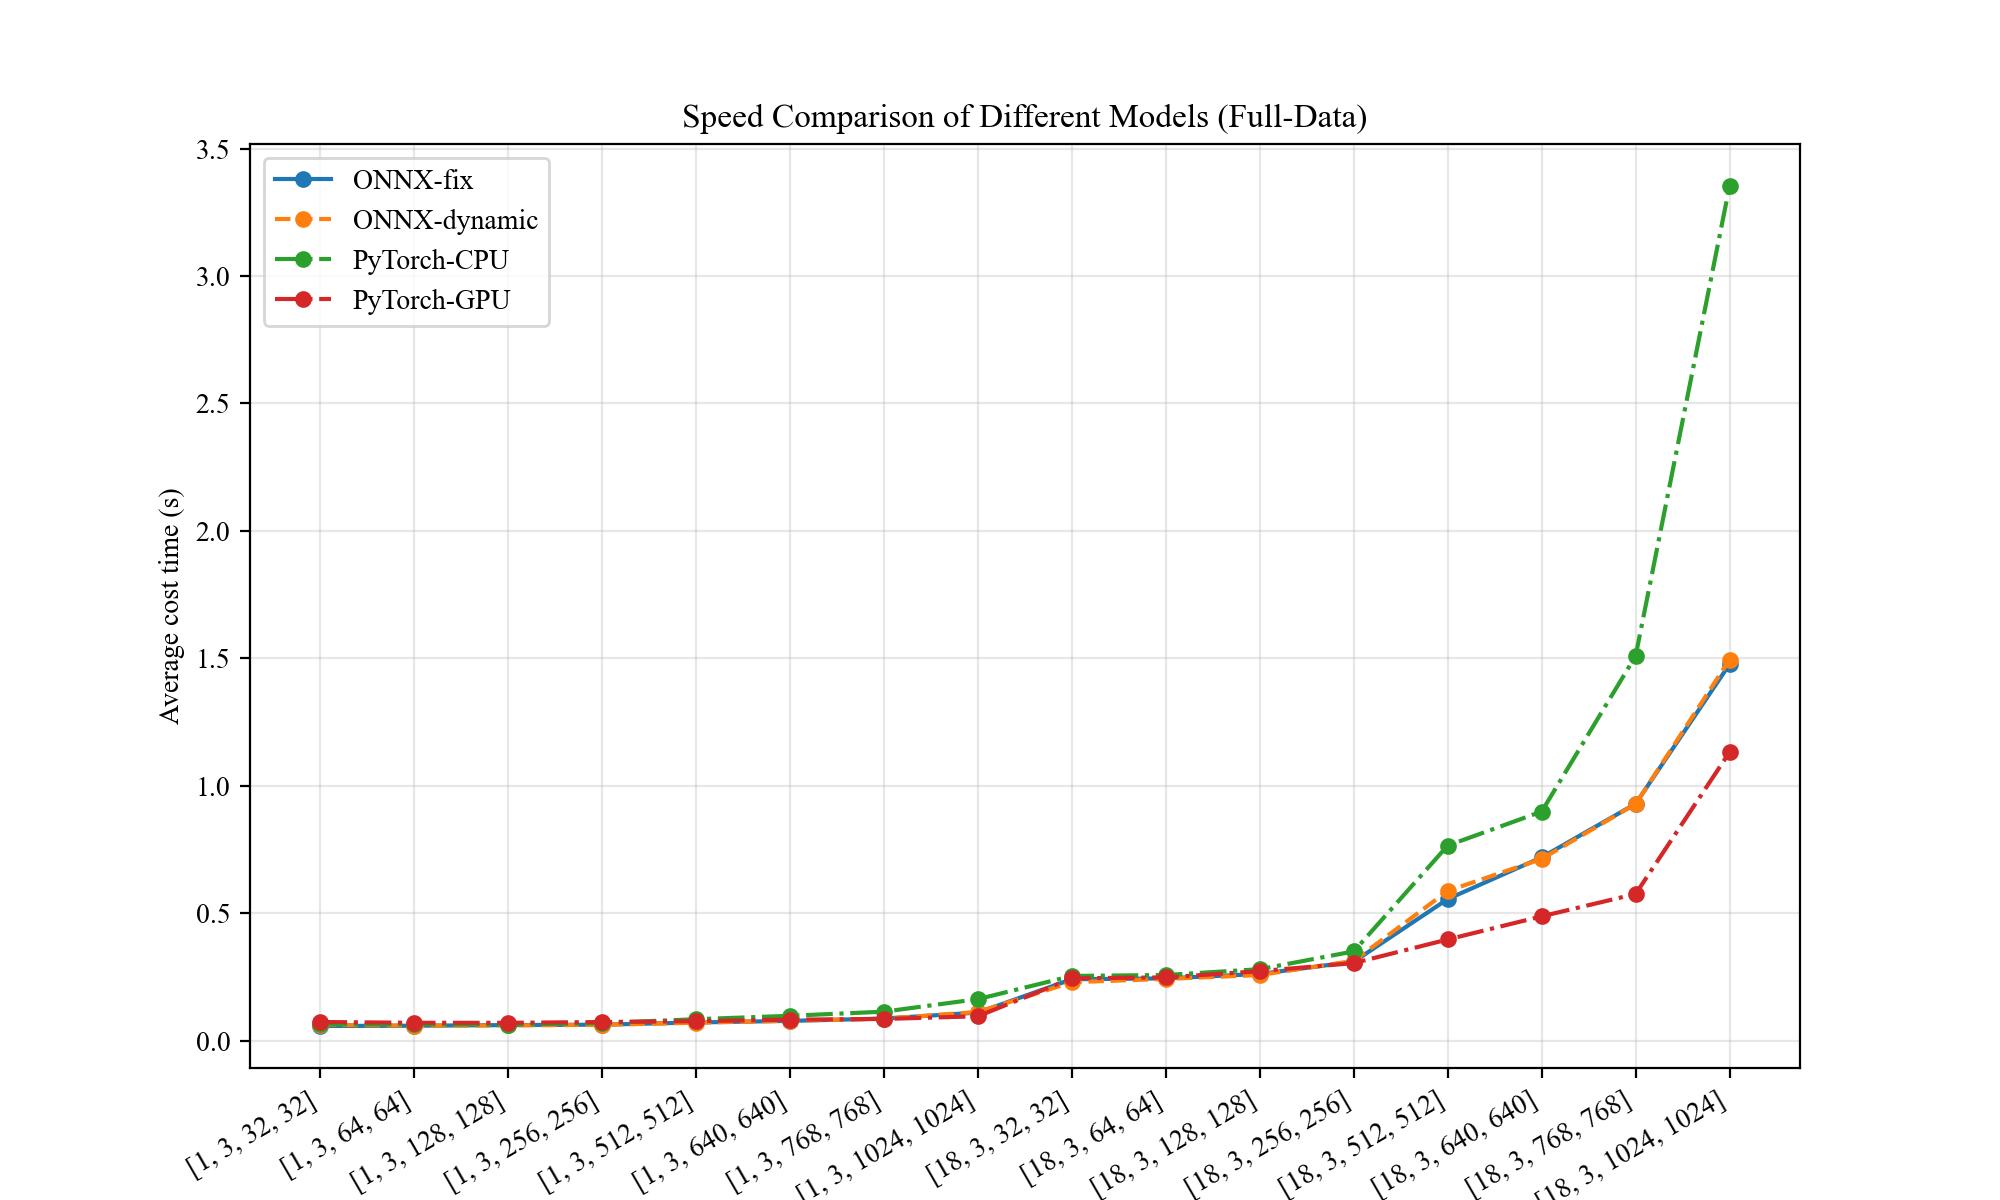 Speed Comparison of Different Models (Full-Data)
3.5
3.0
2.5
2.0
1.5
1.0
0.5
0.0
Average cost time (s)
ONNX-fix
ONNX-dynamic
PyTorch-CPU
PyTorch-GPU
[1, 3, 32, 32]
[1, 3, 64, 64]
[1, 3, 128, 128]
[1, 3, 256, 256]
[1, 3, 512, 512]
[1, 3, 640, 640]
[1, 3, 768, 768]
[1, 3, 1024, 1024]
[18, 3, 32, 32]
[18, 3, 64, 64]
[18, 3, 128, 128]
[18, 3, 256, 256]
[18, 3, 512, 512]
[18, 3, 640, 640]
[18, 3, 768, 768]
[18, 3, 1024, 1024]